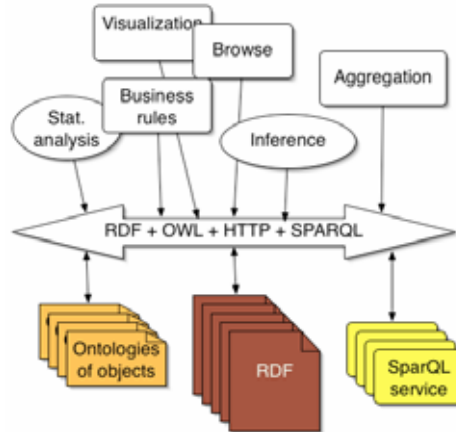 Visualization
Browse
Aggregation
Business
rules
Stat.
analysis
Inference
RDF + OWL + HTTP + SPARQL
Ontologies
of objects
RDF
SparQL
service